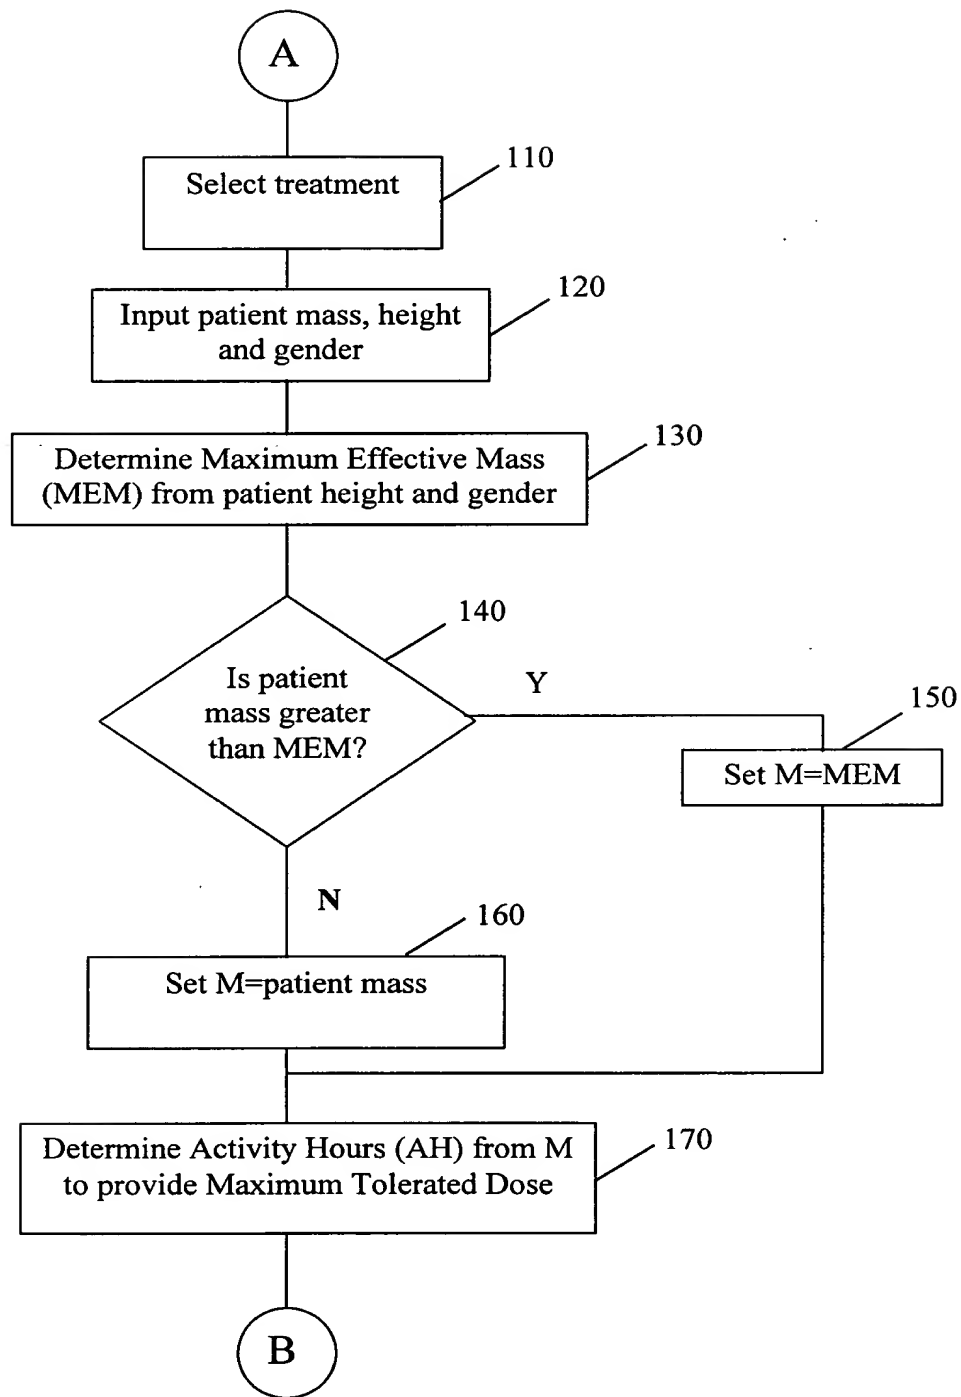 A
110
Select treatment
120
Input patient mass, height
and gender
130
Determine Maximum Effective Mass
(MEM) from patient height and gender
140
Is patient
mass greater
than MEM?
Y
150
Set M=MEM
N
160
Set M=patient mass
170
Determine Activity Hours (AH) from M
to provide Maximum Tolerated Dose
B